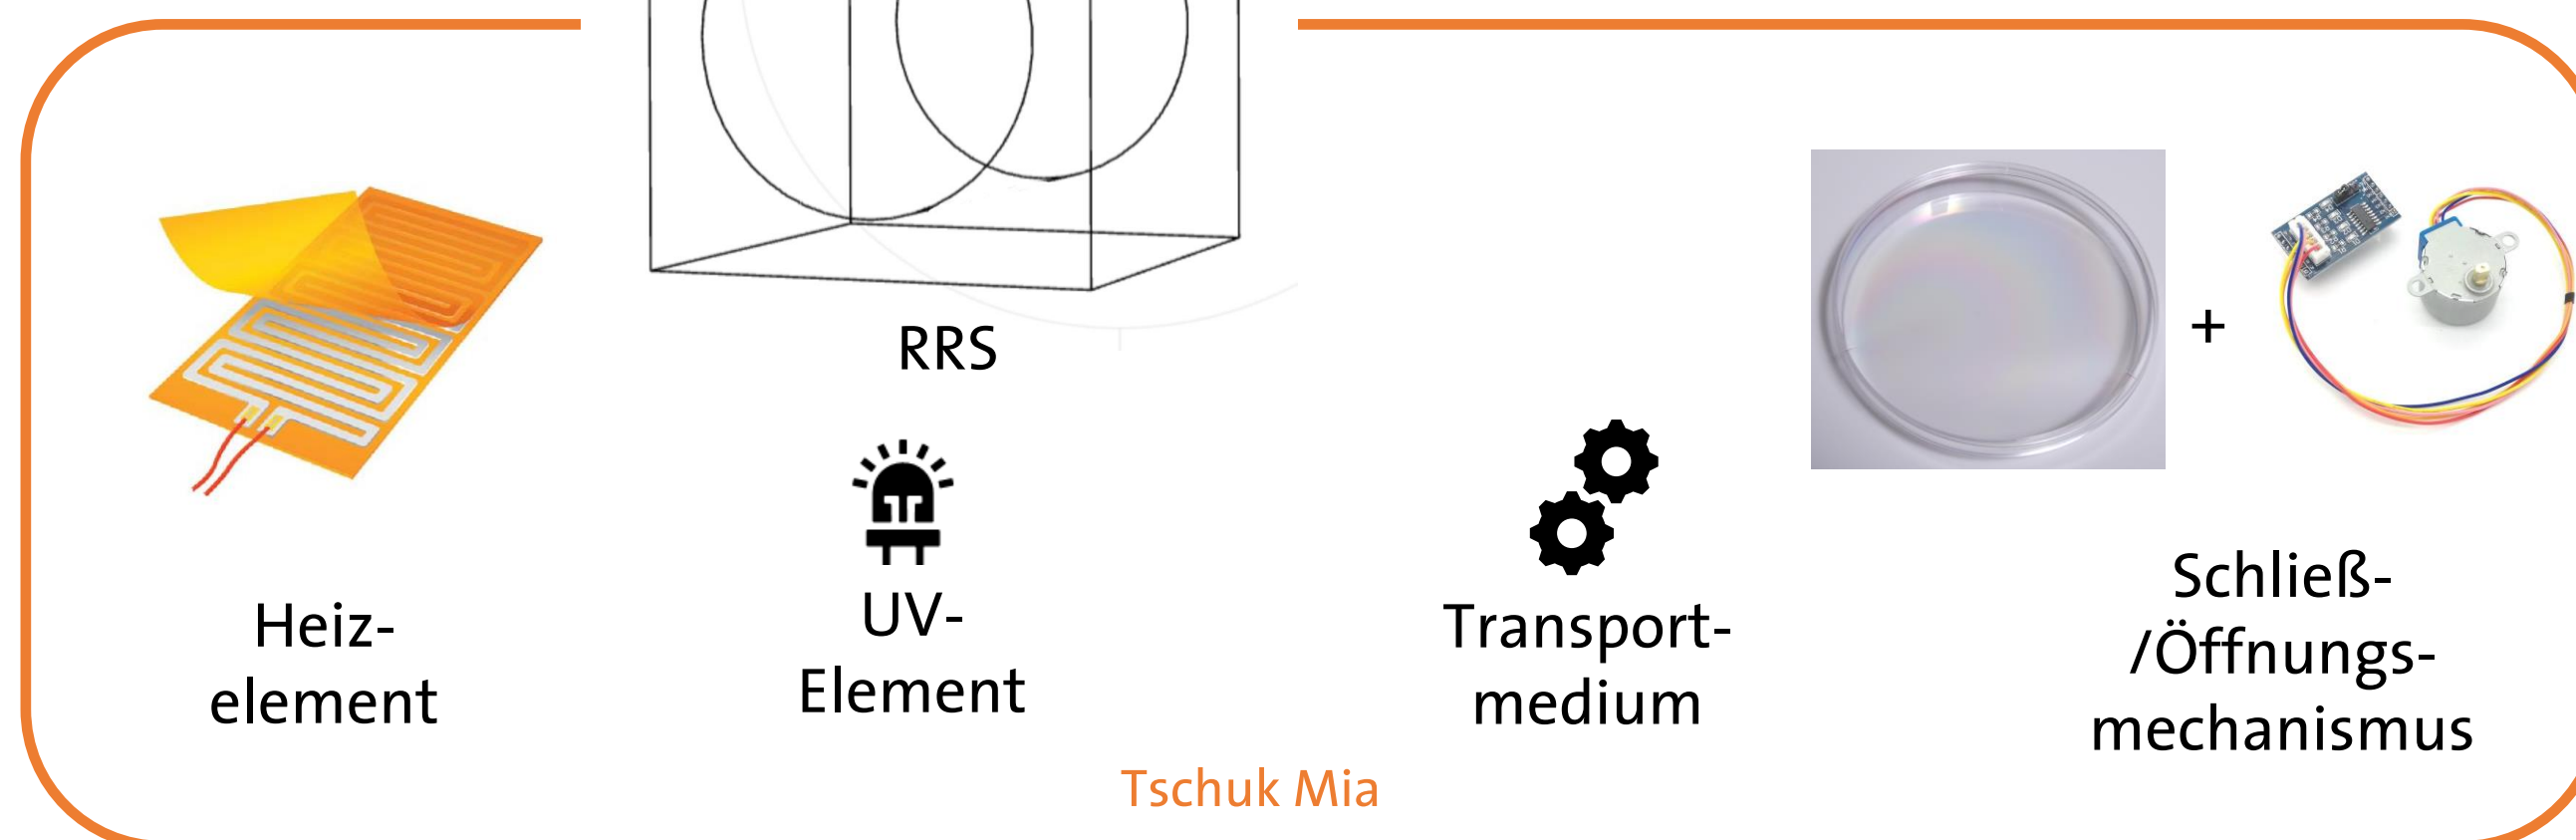 RRS
+
Heiz-
element
UV-
Element
Transport-
medium
Schließ-
/Öffnungs-
mechanismus
Tschuk Mia